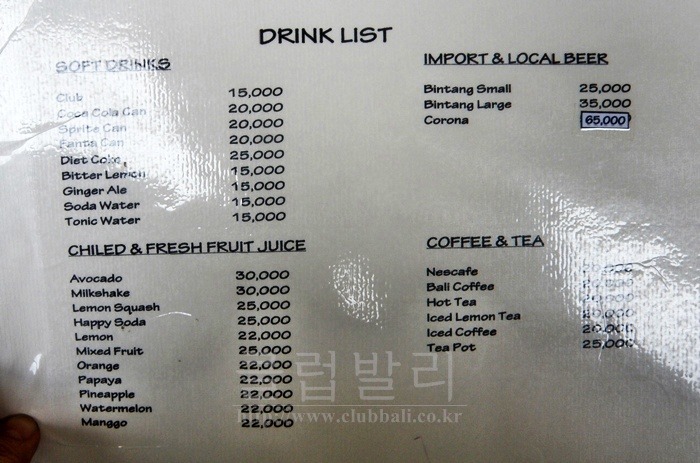 DRINK LIST
SOFT DRINKS
Club 15,000
Coca Cola Can 20,000
Sprite Can 20,000
Fanta Can 20,000
Diet Coke 25,000
Bitter Lemon 15,000
Ginger Ale 15,000
Soda Water 15,000
Tonic Water 15,000
CHILED & FRESH FRUIT JUICE
Avocado 30,000
Milkshake 30,000
Lemon Squash 25,000
Happy Soda 25,000
Lemon 22,000
Mixed Fruit 25,000
Orange 22,000
Papaya 22,000
Pineapple 22,000
Watermelon 22,000
Manggo 22,000
IMPORT & LOCAL BEER
Bintang Small 25,000
Bintang Large 35,000
Corona 65,000
COFFEE & TEA
Nescafe
Bali Coffee
Hot Tea
Iced Lemon Tea
Iced Coffee 20,000
Tea Pot 25,000
럽발리
http://www.clubbali.co.kr